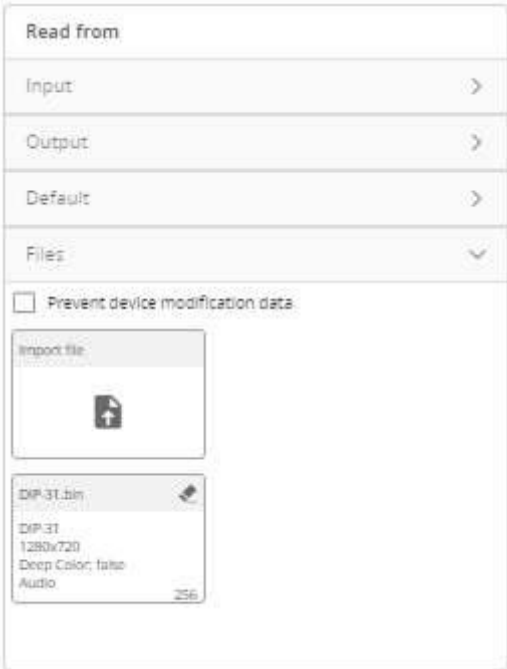 Read from
Input
Output
Default
Files
Prevent device modification data
Import file
DIP-31.bin
DIP-31
1280x720
Deep Color: false
Audio
256